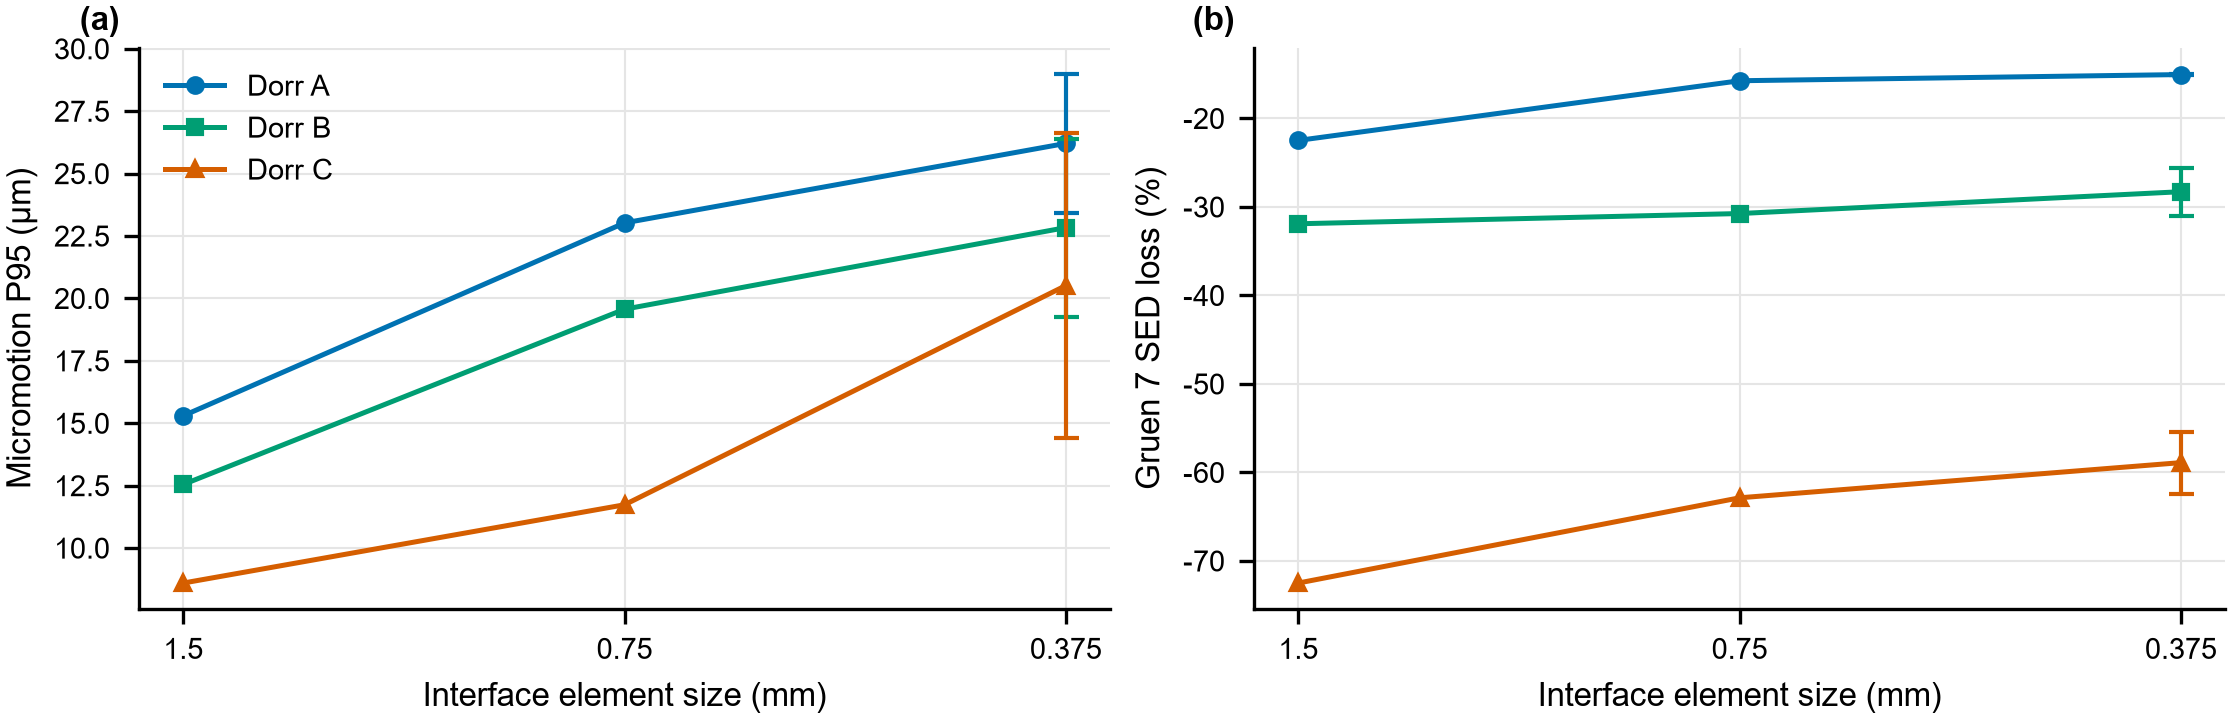 (a)
30.0
27.5
25.0
22.5
20.0
17.5
15.0
12.5
10.0
Micromotion P95 (µm)
Dorr A
Dorr B
Dorr C
1.5 0.75 0.375
Interface element size (mm)
(b)
-20
-30
-40
-50
-60
-70
Gruen 7 SED loss (%)
1.5 0.75 0.375
Interface element size (mm)